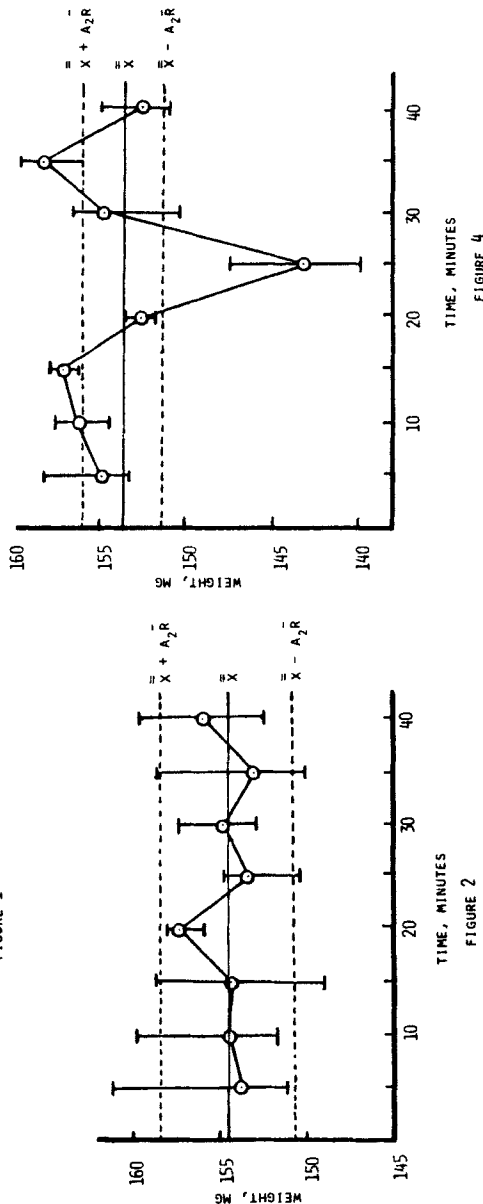 FIGURE 1
160
155
150
145
WEIGHT, MG
10
20
30
40
TIME, MINUTES
FIGURE 2
X̿ + A₂R̄
X̿
X̿ - A₂R̄
160
155
150
145
140
WEIGHT, MG
10
20
30
40
TIME, MINUTES
FIGURE 4
X̿ + A₂R̄
X̿
X̿ - A₂R̄